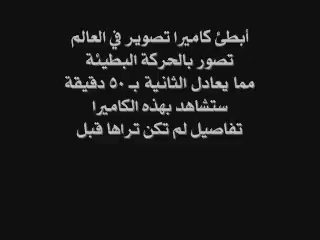 أبطئ كاميرا تصوير في العالم
تصور بالحركة البطيئة
مما يعادل الثانية بـ ٥٠ دقيقة
ستشاهد بهذه الكاميرا
تفاصيل لم تكن تراها قبل